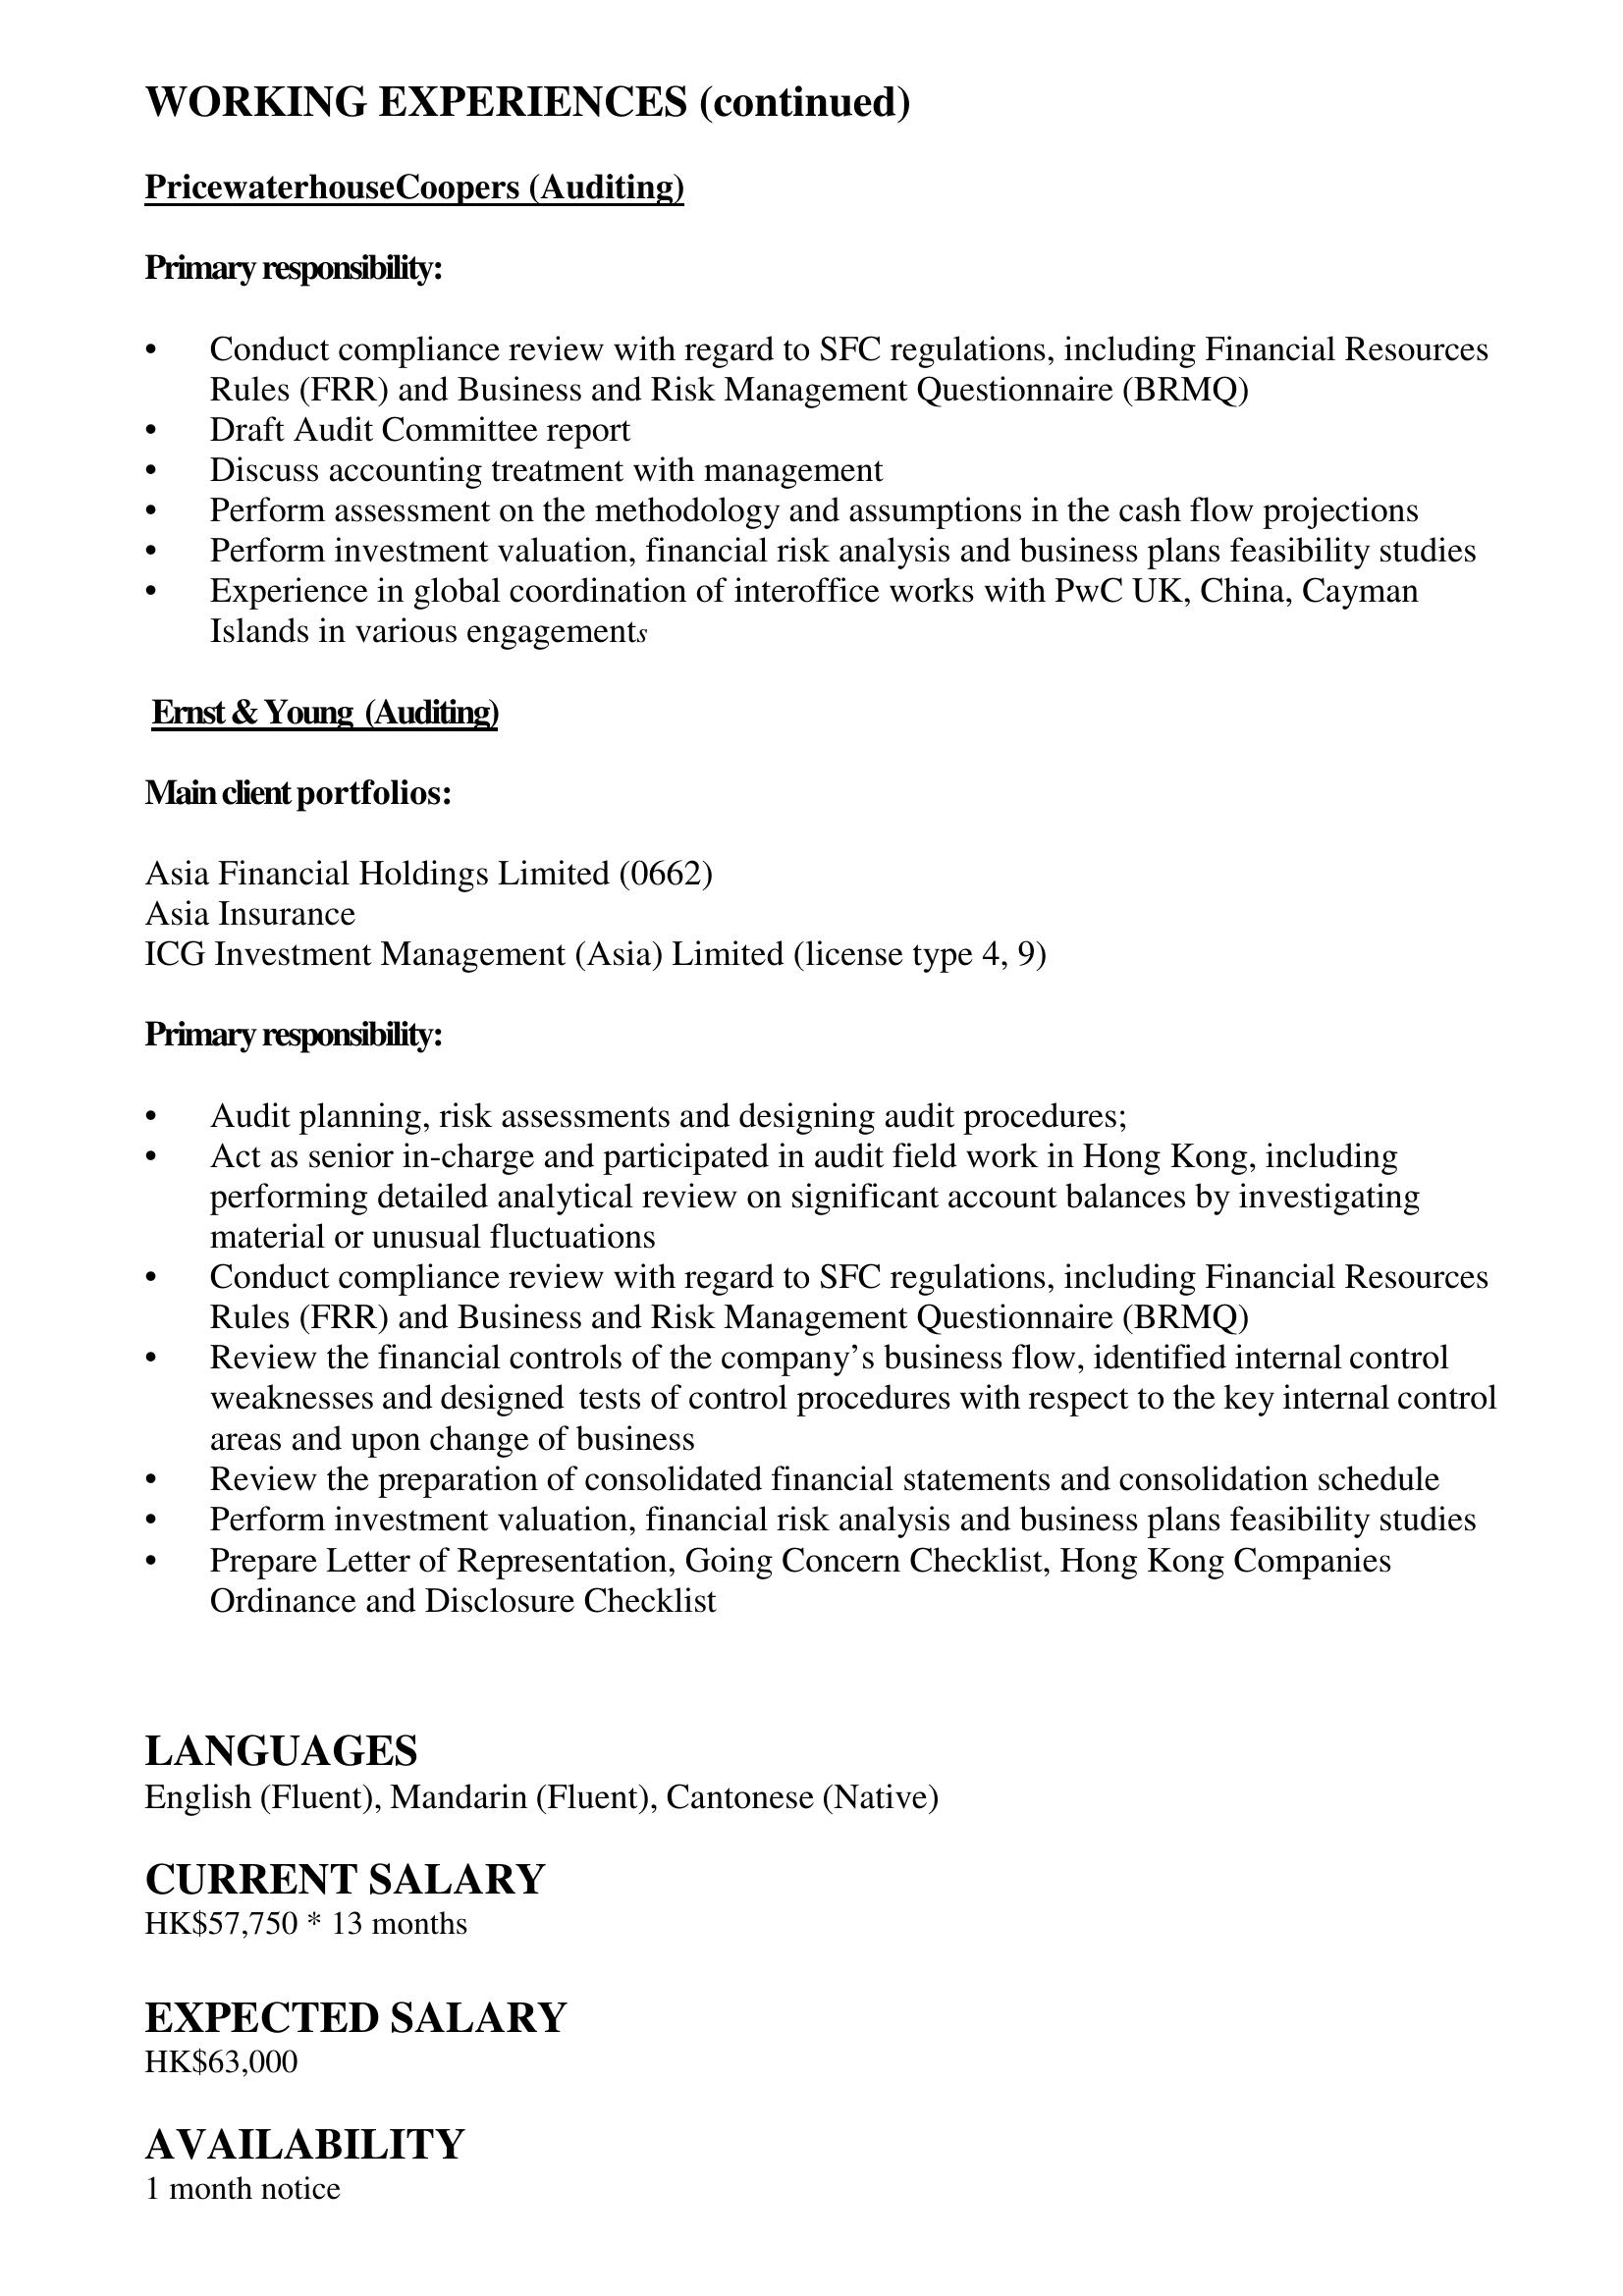 WORKING EXPERIENCES (continued)
PricewaterhouseCoopers (Auditing)
Primary responsibility:
• Conduct compliance review with regard to SFC regulations, including Financial Resources
Rules (FRR) and Business and Risk Management Questionnaire (BRMQ)
• Draft Audit Committee report
• Discuss accounting treatment with management
• Perform assessment on the methodology and assumptions in the cash flow projections
• Perform investment valuation, financial risk analysis and business plans feasibility studies
• Experience in global coordination of interoffice works with PwC UK, China, Cayman
Islands in various engagements
Ernst & Young (Auditing)
Main client portfolios:
Asia Financial Holdings Limited (0662)
Asia Insurance
ICG Investment Management (Asia) Limited (license type 4, 9)
Primary responsibility:
• Audit planning, risk assessments and designing audit procedures;
• Act as senior in-charge and participated in audit field work in Hong Kong, including
performing detailed analytical review on significant account balances by investigating
material or unusual fluctuations
• Conduct compliance review with regard to SFC regulations, including Financial Resources
Rules (FRR) and Business and Risk Management Questionnaire (BRMQ)
• Review the financial controls of the company’s business flow, identified internal control
weaknesses and designed tests of control procedures with respect to the key internal control
areas and upon change of business
• Review the preparation of consolidated financial statements and consolidation schedule
• Perform investment valuation, financial risk analysis and business plans feasibility studies
• Prepare Letter of Representation, Going Concern Checklist, Hong Kong Companies
Ordinance and Disclosure Checklist
LANGUAGES
English (Fluent), Mandarin (Fluent), Cantonese (Native)
CURRENT SALARY
HK$57,750 * 13 months
EXPECTED SALARY
HK$63,000
AVAILABILITY
1 month notice